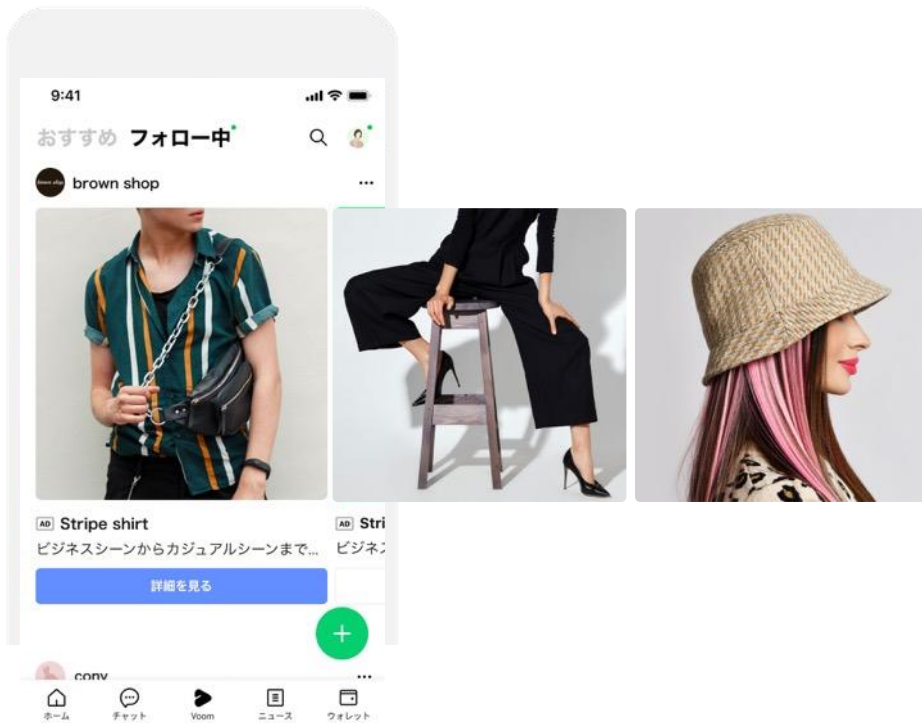 9:41
おすすめ フォロー中
brown shop
AD Stripe shirt
ビジネスシーンからカジュアルシーンまで...
詳細を見る
AD Stri
ビジネス
+
cony
ホーム チャット Voom ニュース ウォレット